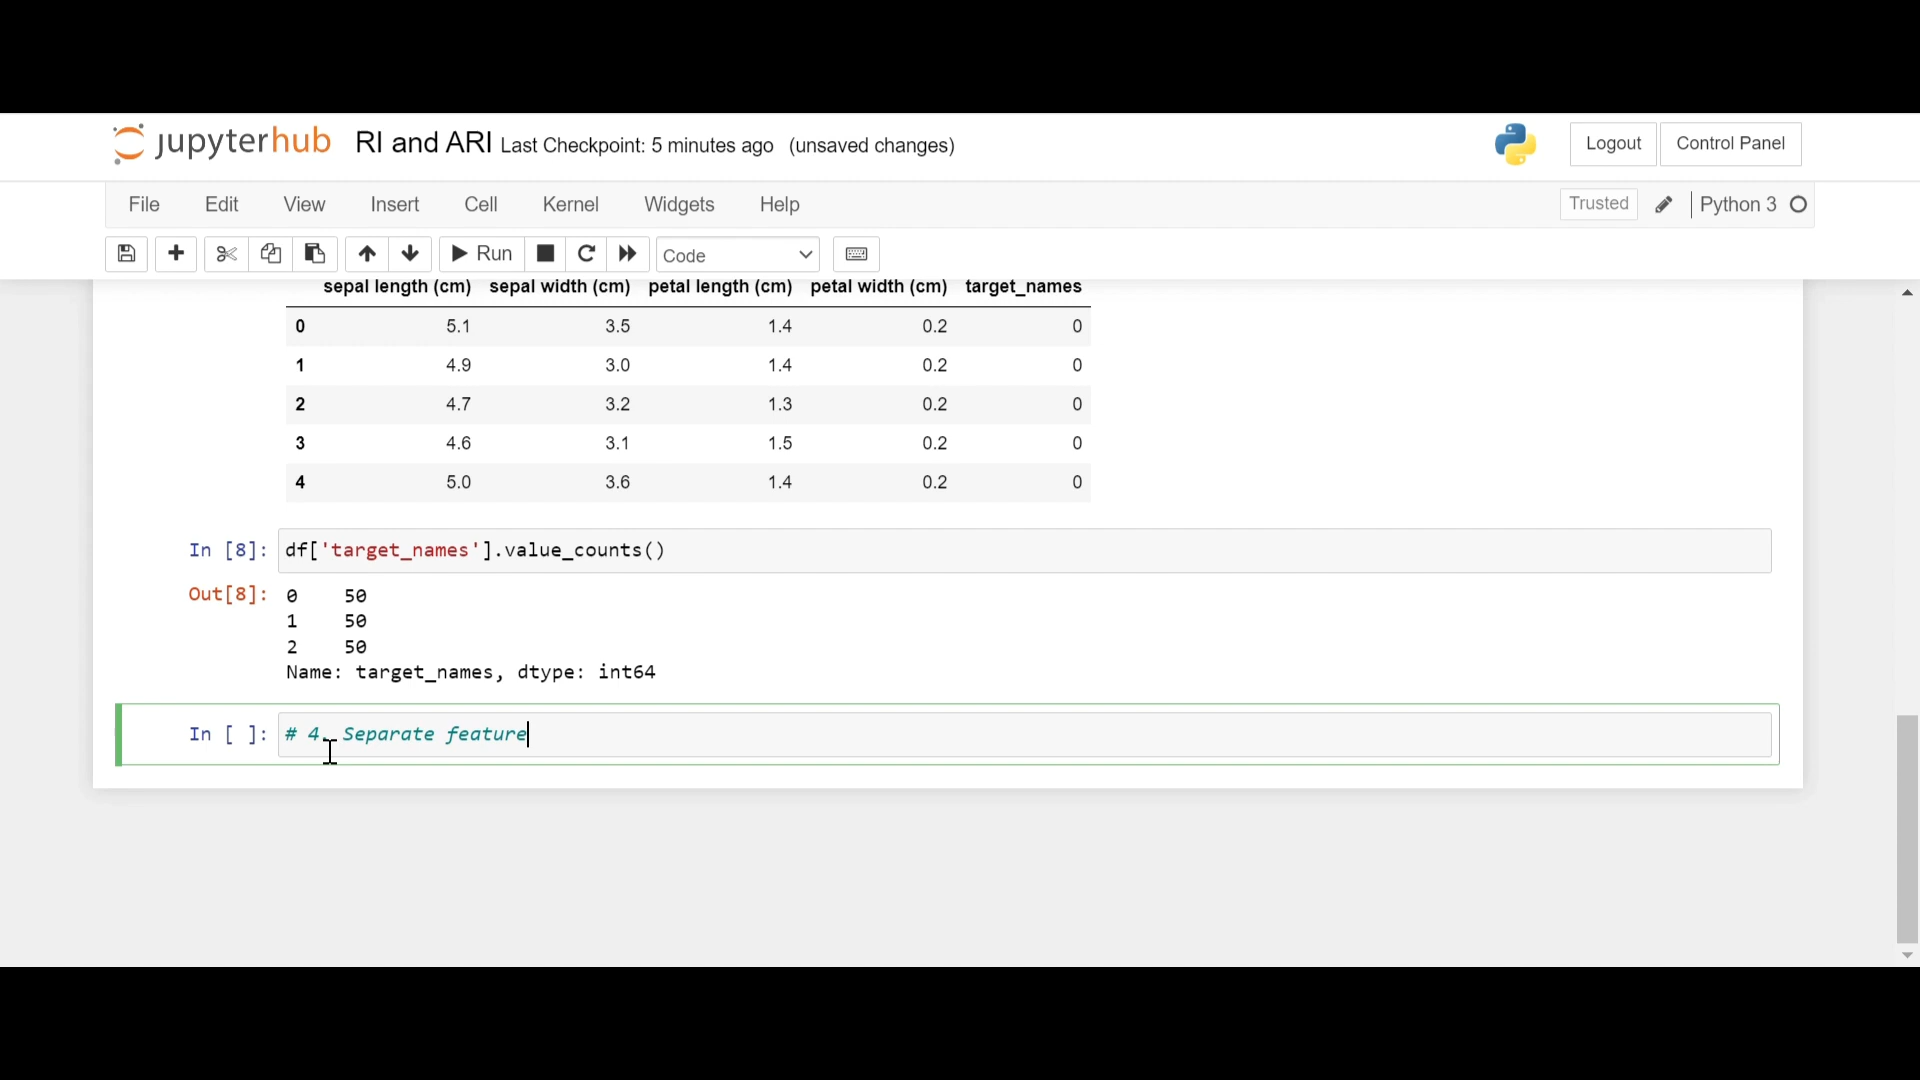 jupyterhub RI and ARI Last Checkpoint: 5 minutes ago (unsaved changes) Logout Control Panel
File Edit View Insert Cell Kernel Widgets Help Trusted Python 3
Run Code
sepal length (cm) sepal width (cm) petal length (cm) petal width (cm) target_names
0 5.1 3.5 1.4 0.2 0
1 4.9 3.0 1.4 0.2 0
2 4.7 3.2 1.3 0.2 0
3 4.6 3.1 1.5 0.2 0
4 5.0 3.6 1.4 0.2 0
In [8]: df['target_names'].value_counts()
Out[8]: 0 50
1 50
2 50
Name: target_names, dtype: int64
In [ ]: # 4. Separate feature